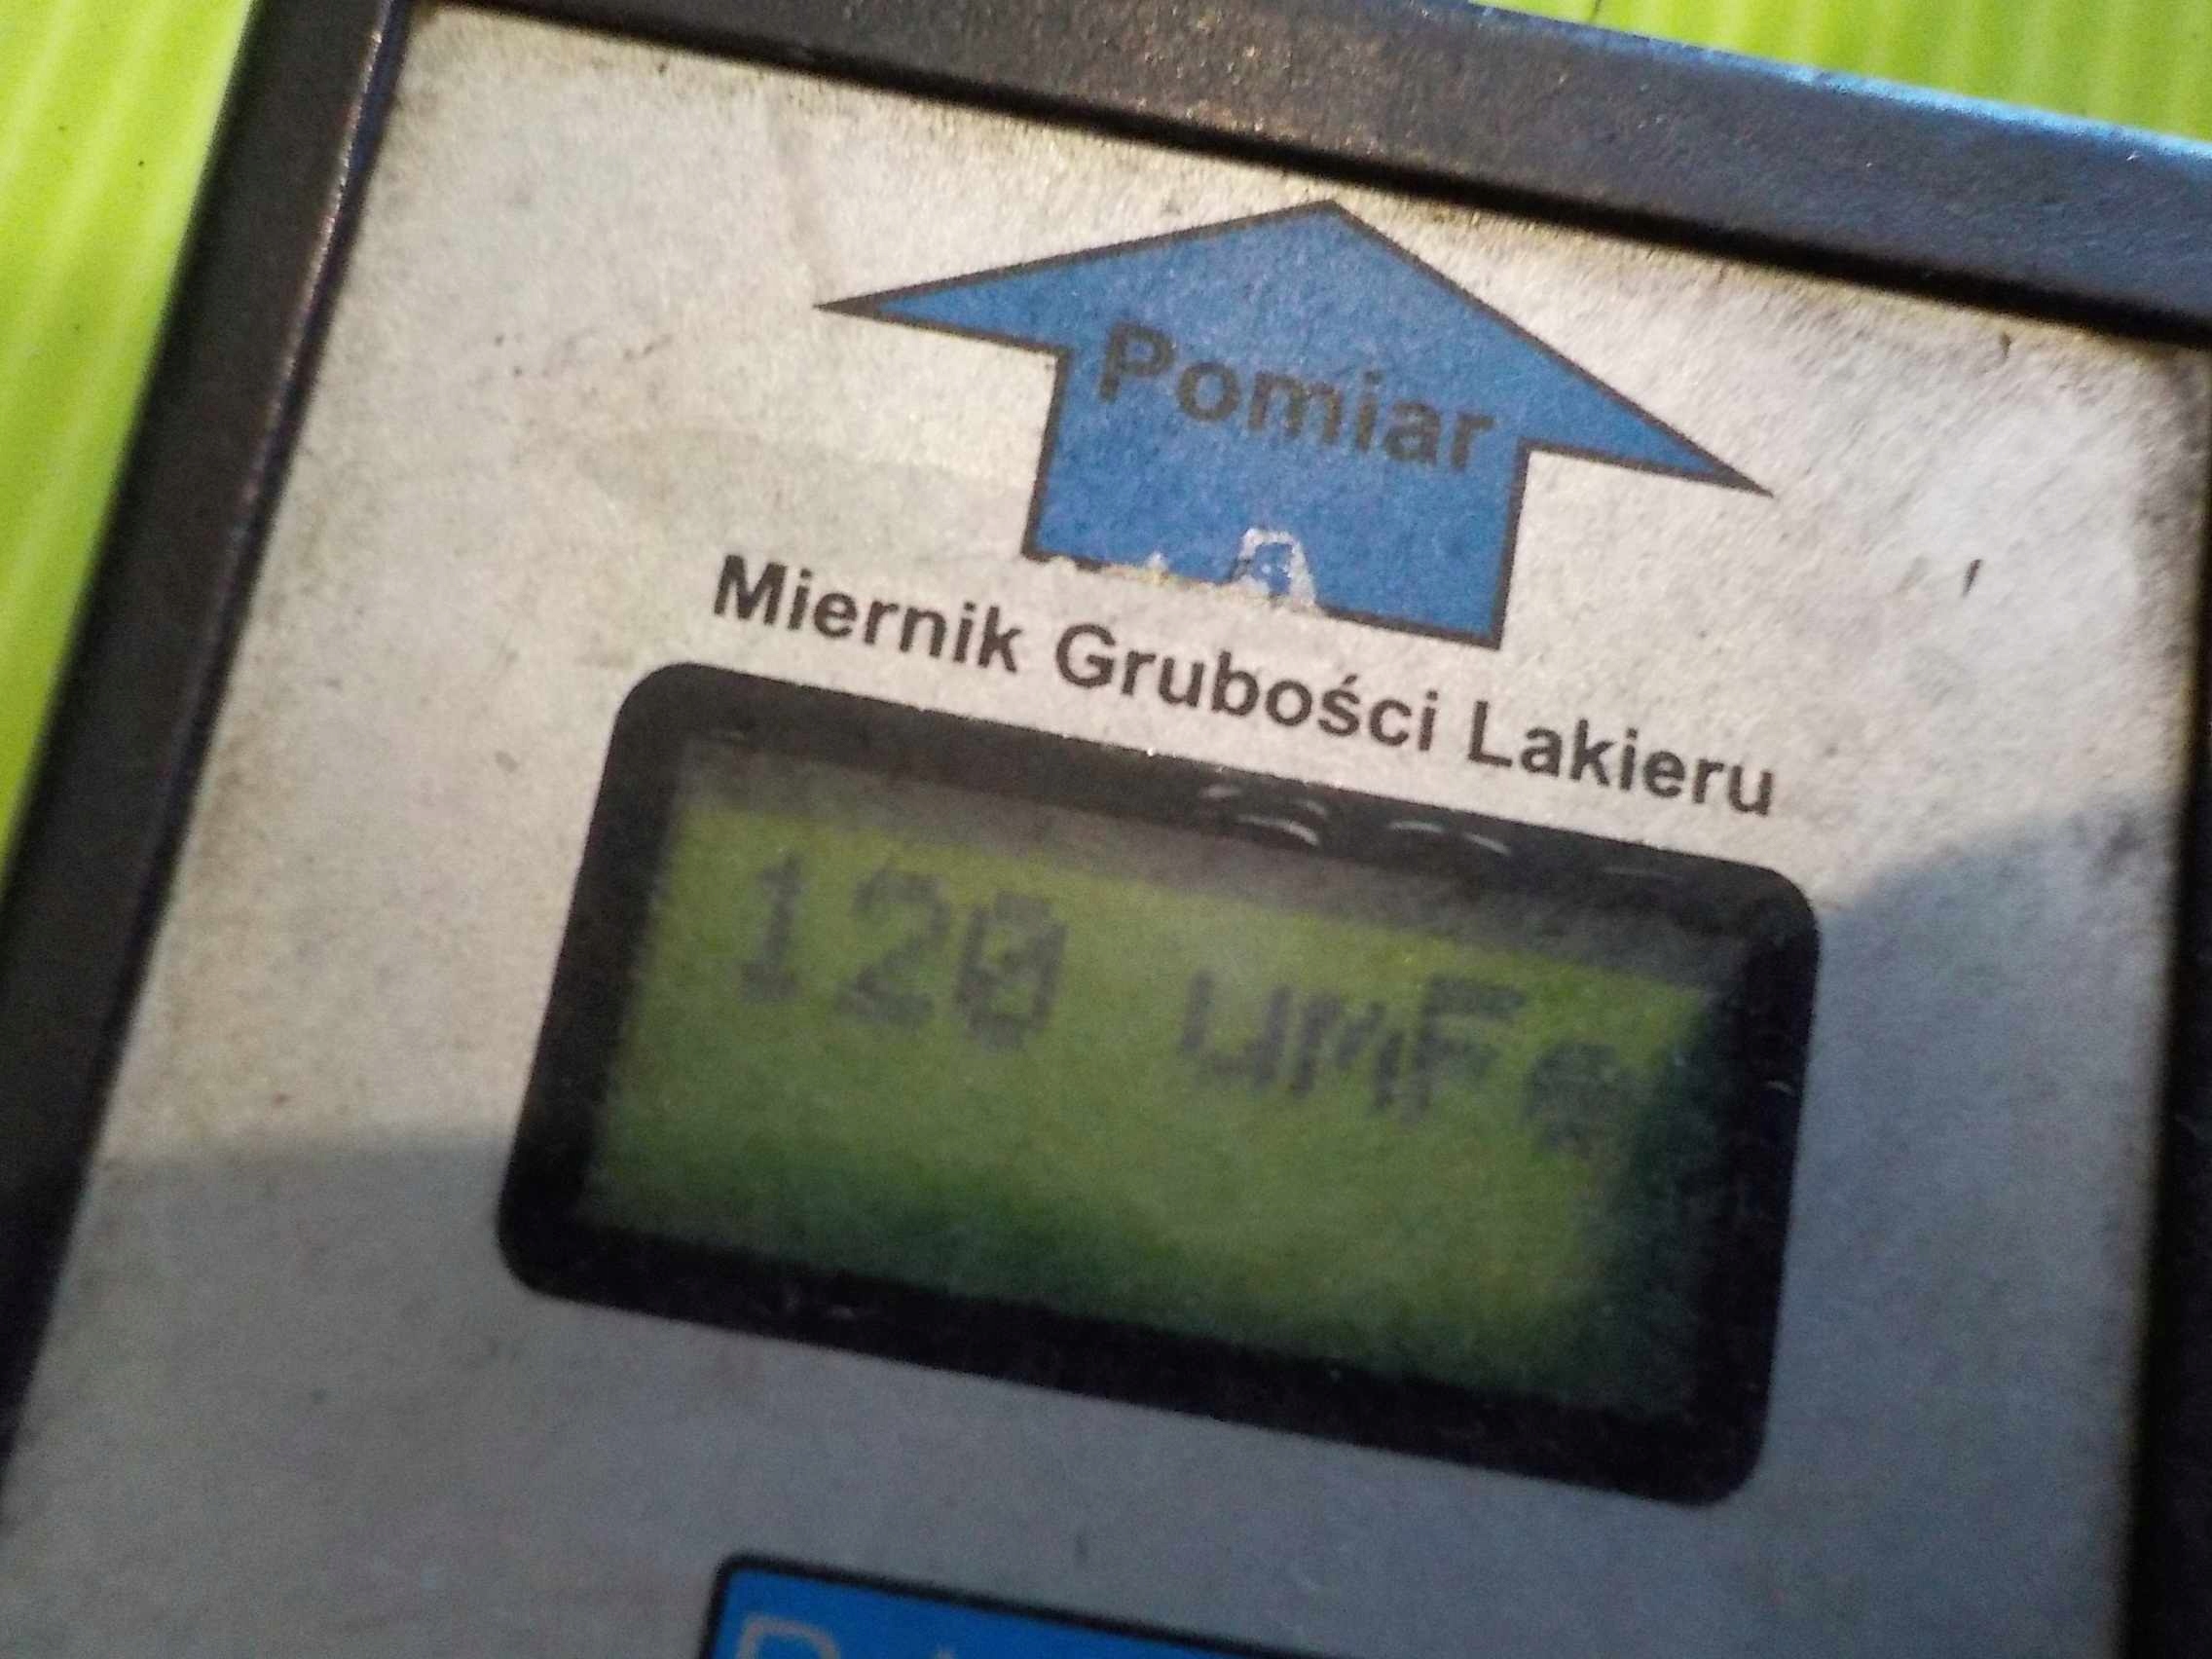 Pomiar
Miernik Grubości Lakieru
120 umFe